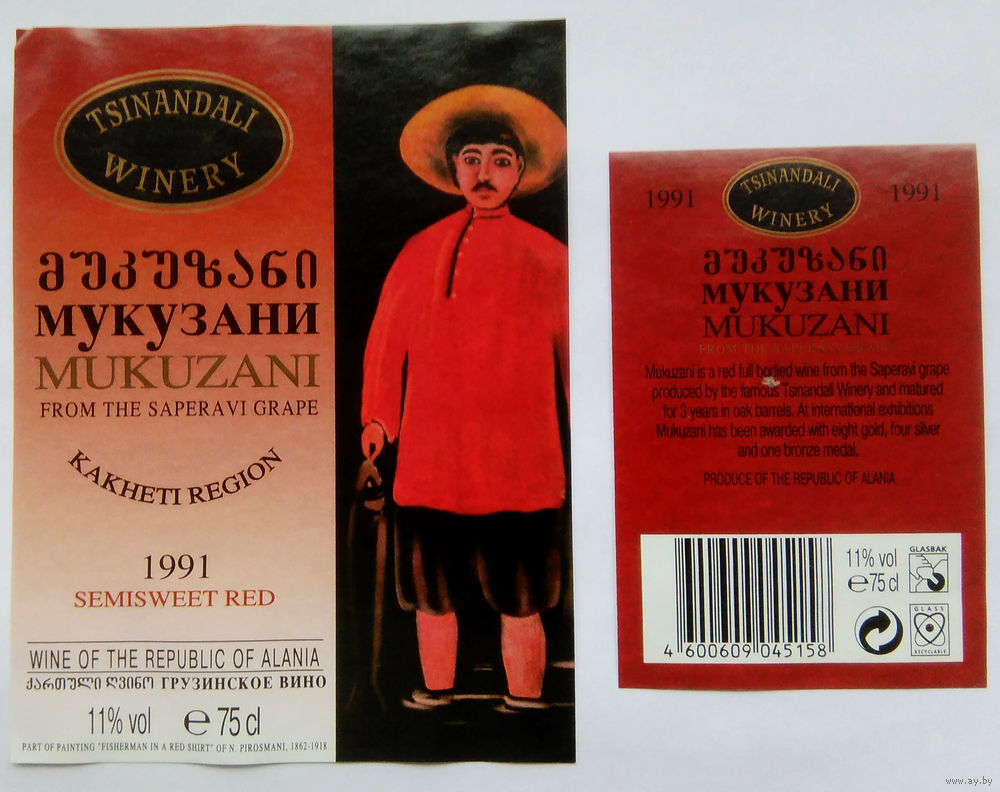 TSINANDALI
WINERY
მუკუზანი
МУКУЗАНИ
MUKUZANI
FROM THE SAPERAVI GRAPE
KAKHETI REGION
1991
SEMISWEET RED
WINE OF THE REPUBLIC OF ALANIA
ქართული ღვინო ГРУЗИНСКОЕ ВИНО
11% vol ℮ 75 cl
PART OF PAINTING "FISHERMAN IN A RED SHIRT" OF N. PIROSMANI, 1862-1918
1991 TSINANDALI 1991
WINERY
მუკუზანი
МУКУЗАНИ
MUKUZANI
FROM THE SAPERAVI GRAPE
Mukuzani is a red full bodied wine from the Saperavi grape
produced by the famous Tsinandali Winery and matured
for 3 years in oak barrels. At international exhibitions
Mukuzani has been awarded with eight gold, four silver
and one bronze medal.
PRODUCE OF THE REPUBLIC OF ALANIA
11% vol
℮ 75 cl
GLASBAK
GLASS
RECYCLABLE
4 600609 045158
www.ay.by